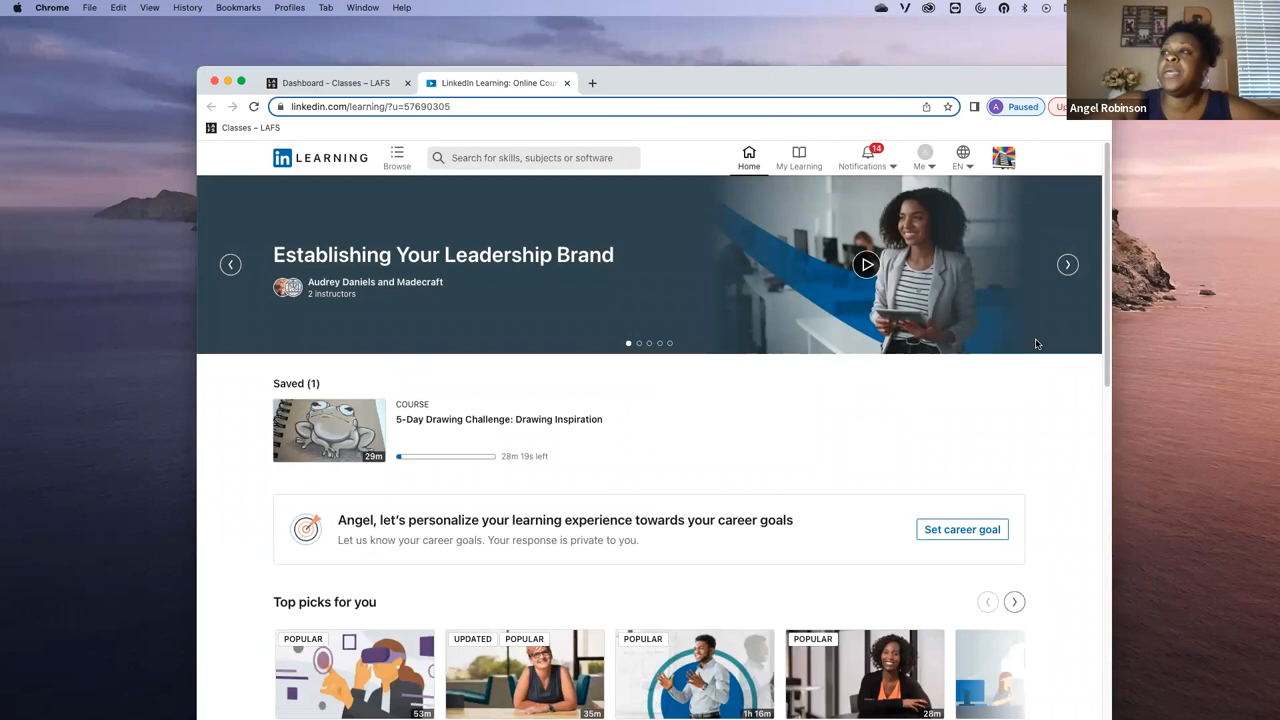 Chrome File Edit View History Bookmarks Profiles Tab Window Help
Angel Robinson
Dashboard - Classes – LAFS
LinkedIn Learning: Online Cou
linkedin.com/learning/?u=57690305
A Paused
Classes – LAFS
in LEARNING
Browse
Search for skills, subjects or software
Home
My Learning
14
Notifications
Me
EN
Establishing Your Leadership Brand
Audrey Daniels and Madecraft
2 instructors
Saved (1)
COURSE
5-Day Drawing Challenge: Drawing Inspiration
29m
28m 19s left
Angel, let's personalize your learning experience towards your career goals
Let us know your career goals. Your response is private to you.
Set career goal
Top picks for you
POPULAR
UPDATED POPULAR
POPULAR
POPULAR
53m
35m
1h 16m
28m